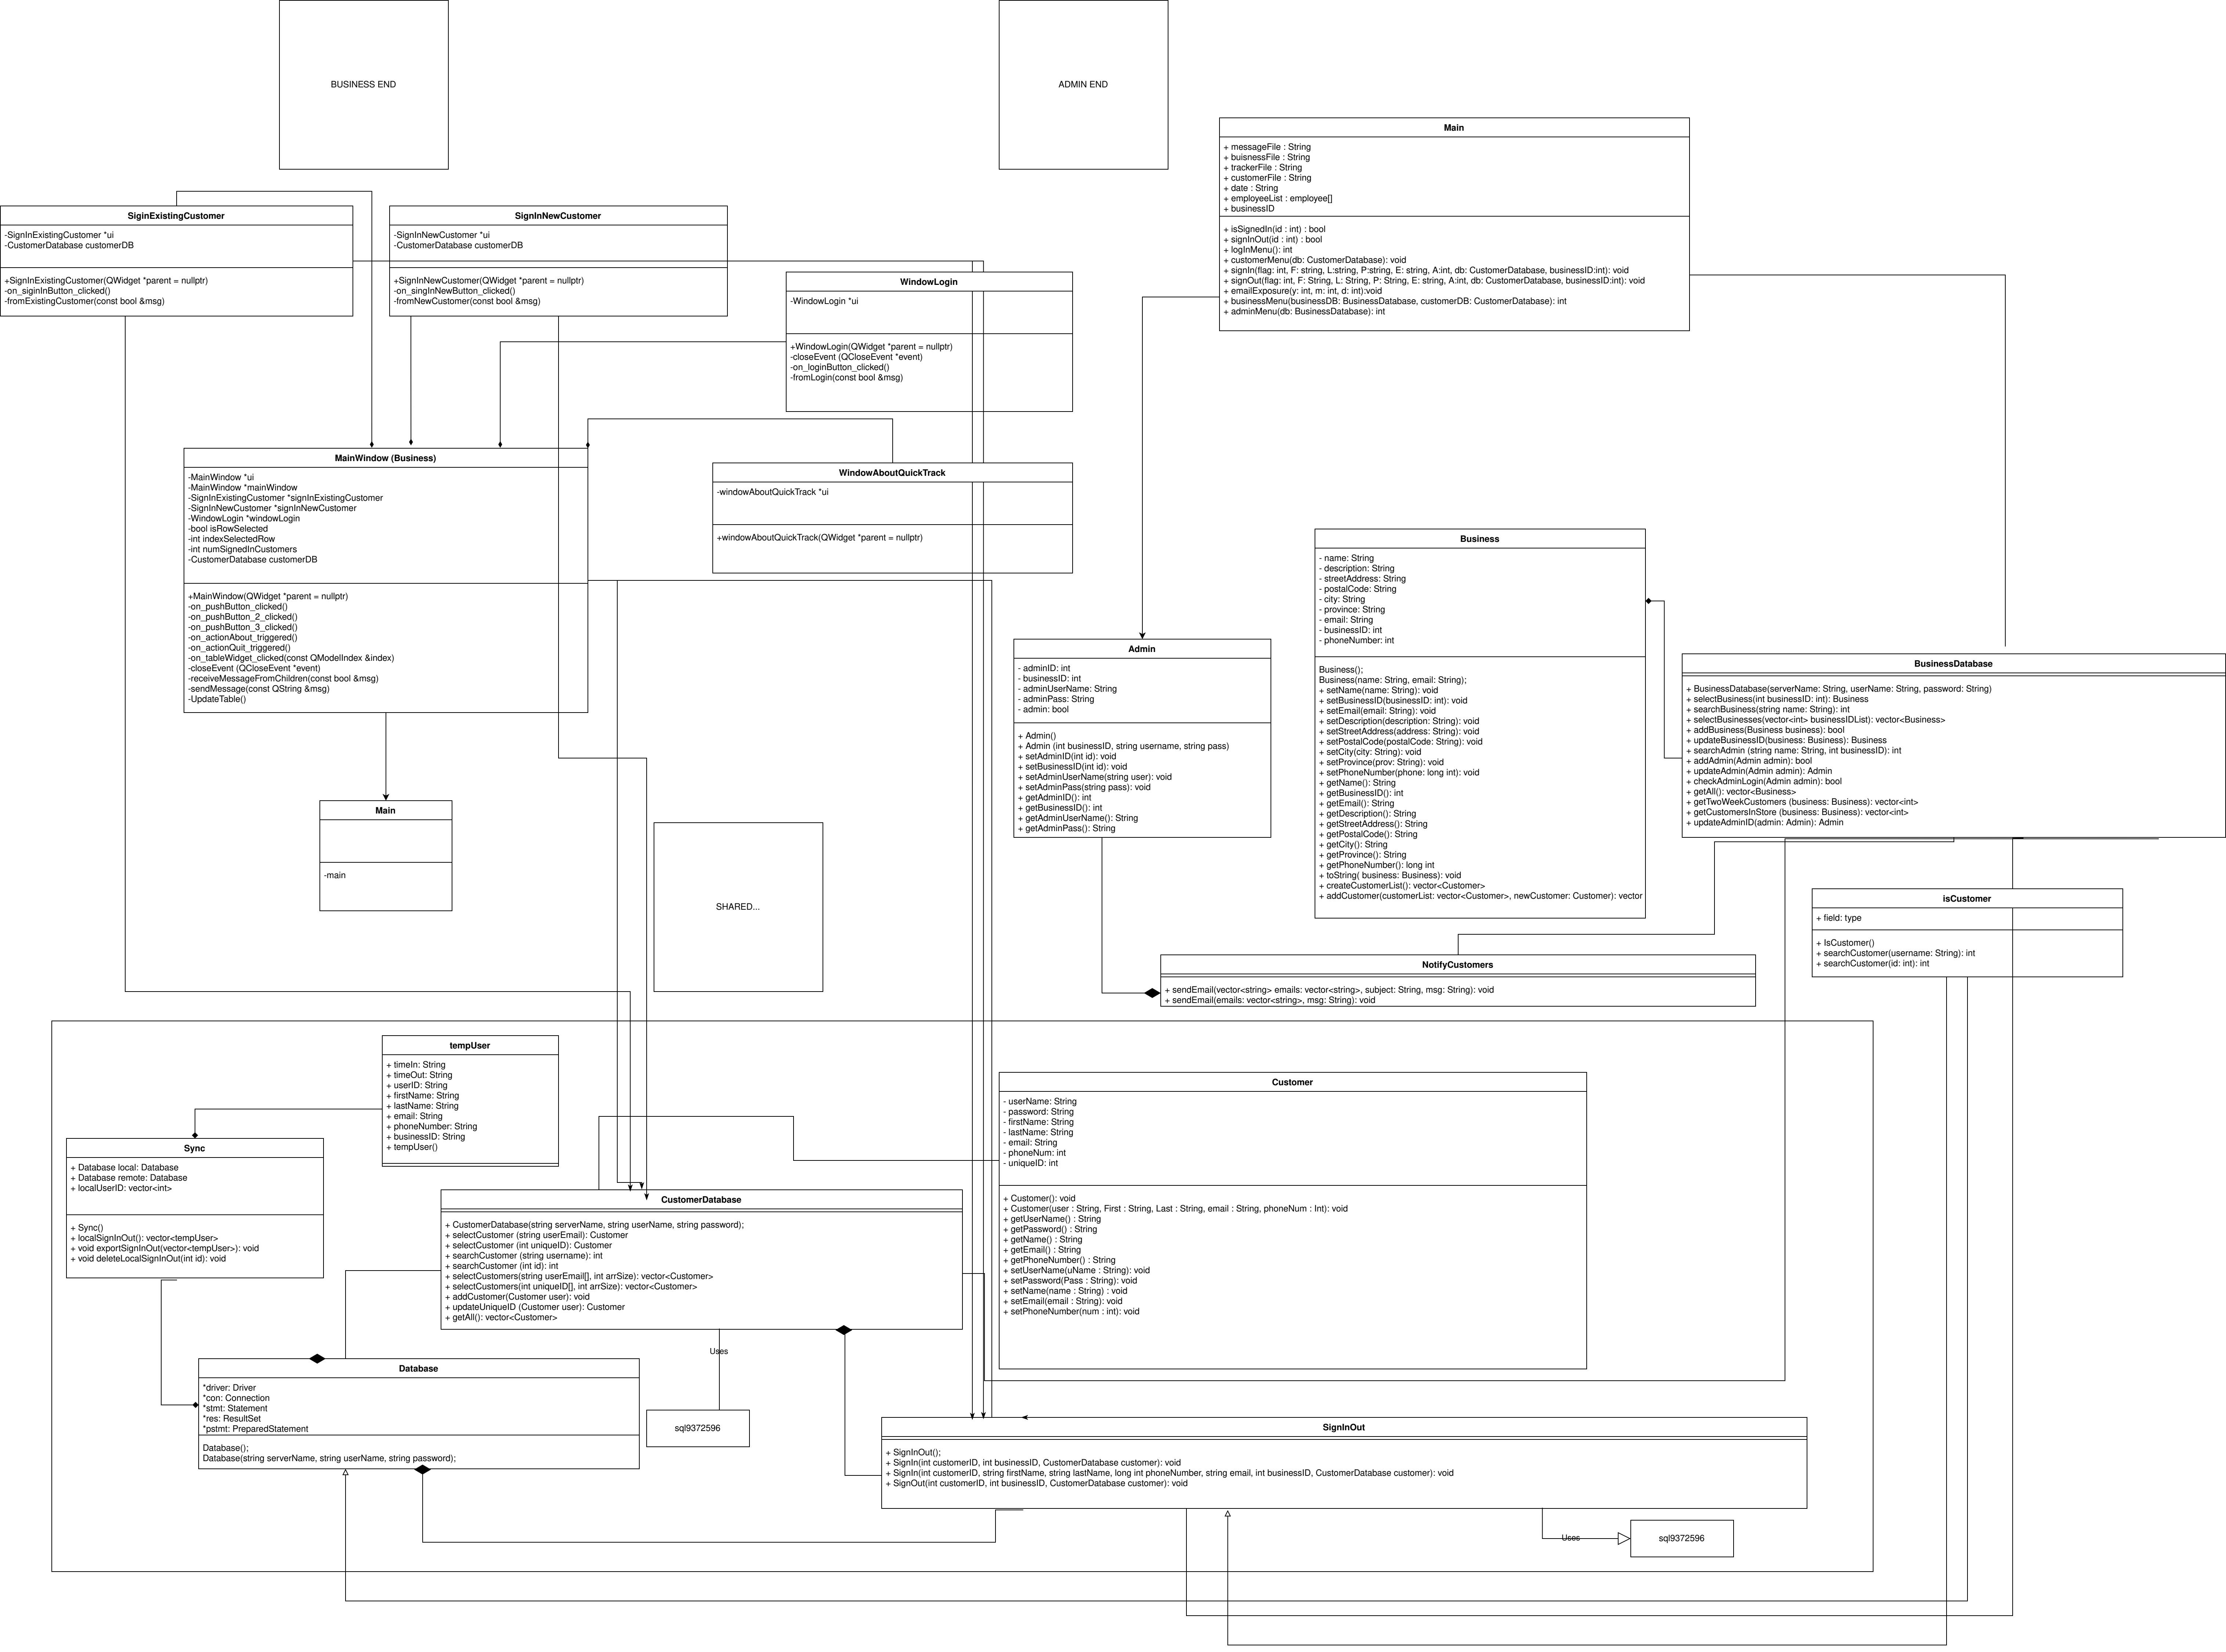 BUSINESS END
ADMIN END
Main
+ messageFile : String
+ buisnessFile : String
+ trackerFile : String
+ customerFile : String
+ date : String
+ employeeList : employee[]
+ businessID
+ isSignedIn(id : int) : bool
+ signInOut(id : int) : bool
+ logInMenu(): int
+ customerMenu(db: CustomerDatabase): void
+ signIn(flag: int, F: string, L:string, P:string, E: string, A:int, db: CustomerDatabase, businessID:int): void
+ signOut(flag: int, F: String, L: String, P: String, E: string, A:int, db: CustomerDatabase, businessID:int): void
+ emailExposure(y: int, m: int, d: int):void
+ businessMenu(businessDB: BusinessDatabase, customerDB: CustomerDatabase): int
+ adminMenu(db: BusinessDatabase): int
SiginExistingCustomer
-SignInExistingCustomer *ui
-CustomerDatabase customerDB
+SignInExistingCustomer(QWidget *parent = nullptr)
-on_siginInButton_clicked()
-fromExistingCustomer(const bool &msg)
SignInNewCustomer
-SignInNewCustomer *ui
-CustomerDatabase customerDB
+SignInNewCustomer(QWidget *parent = nullptr)
-on_singInNewButton_clicked()
-fromNewCustomer(const bool &msg)
WindowLogin
-WindowLogin *ui
+WindowLogin(QWidget *parent = nullptr)
-closeEvent (QCloseEvent *event)
-on_loginButton_clicked()
-fromLogin(const bool &msg)
MainWindow (Business)
-MainWindow *ui
-MainWindow *mainWindow
-SignInExistingCustomer *signInExistingCustomer
-SignInNewCustomer *signInNewCustomer
-WindowLogin *windowLogin
-bool isRowSelected
-int indexSelectedRow
-int numSignedInCustomers
-CustomerDatabase customerDB
+MainWindow(QWidget *parent = nullptr)
-on_pushButton_clicked()
-on_pushButton_2_clicked()
-on_pushButton_3_clicked()
-on_actionAbout_triggered()
-on_actionQuit_triggered()
-on_tableWidget_clicked(const QModelIndex &index)
-closeEvent (QCloseEvent *event)
-receiveMessageFromChildren(const bool &msg)
-sendMessage(const QString &msg)
-UpdateTable()
WindowAboutQuickTrack
-windowAboutQuickTrack *ui
+windowAboutQuickTrack(QWidget *parent = nullptr)
Business
- name: String
- description: String
- streetAddress: String
- postalCode: String
- city: String
- province: String
- email: String
- businessID: int
- phoneNumber: int
Business();
Business(name: String, email: String);
+ setName(name: String): void
+ setBusinessID(businessID: int): void
+ setEmail(email: String): void
+ setDescription(description: String): void
+ setStreetAddress(address: String): void
+ setPostalCode(postalCode: String): void
+ setCity(city: String): void
+ setProvince(prov: String): void
+ setPhoneNumber(phone: long int): void
+ getName(): String
+ getBusinessID(): int
+ getEmail(): String
+ getDescription(): String
+ getStreetAddress(): String
+ getPostalCode(): String
+ getCity(): String
+ getProvince(): String
+ getPhoneNumber(): long int
+ toString( business: Business): void
+ createCustomerList(): vector<Customer>
+ addCustomer(customerList: vector<Customer>, newCustomer: Customer): vector
Admin
- adminID: int
- businessID: int
- adminUserName: String
- adminPass: String
- admin: bool
+ Admin()
+ Admin (int businessID, string username, string pass)
+ setAdminID(int id): void
+ setBusinessID(int id): void
+ setAdminUserName(string user): void
+ setAdminPass(string pass): void
+ getAdminID(): int
+ getBusinessID(): int
+ getAdminUserName(): String
+ getAdminPass(): String
BusinessDatabase
+ BusinessDatabase(serverName: String, userName: String, password: String)
+ selectBusiness(int businessID: int): Business
+ searchBusiness(string name: String): int
+ selectBusinesses(vector<int> businessIDList): vector<Business>
+ addBusiness(Business business): bool
+ updateBusinessID(business: Business): Business
+ searchAdmin (string name: String, int businessID): int
+ addAdmin(Admin admin): bool
+ updateAdmin(Admin admin): Admin
+ checkAdminLogin(Admin admin): bool
+ getAll(): vector<Business>
+ getTwoWeekCustomers (business: Business): vector<int>
+ getCustomersInStore (business: Business): vector<int>
+ updateAdminID(admin: Admin): Admin
Main
-main
SHARED...
isCustomer
+ field: type
+ IsCustomer()
+ searchCustomer(username: String): int
+ searchCustomer(id: int): int
NotifyCustomers
+ sendEmail(vector<string> emails: vector<string>, subject: String, msg: String): void
+ sendEmail(emails: vector<string>, msg: String): void
tempUser
+ timeIn: String
+ timeOut: String
+ userID: String
+ firstName: String
+ lastName: String
+ email: String
+ phoneNumber: String
+ businessID: String
+ tempUser()
Sync
+ Database local: Database
+ Database remote: Database
+ localUserID: vector<int>
+ Sync()
+ localSignInOut(): vector<tempUser>
+ void exportSignInOut(vector<tempUser>): void
+ void deleteLocalSignInOut(int id): void
Customer
- userName: String
- password: String
- firstName: String
- lastName: String
- email: String
- phoneNum: int
- uniqueID: int
+ Customer(): void
+ Customer(user : String, First : String, Last : String, email : String, phoneNum : Int): void
+ getUserName() : String
+ getPassword() : String
+ getName() : String
+ getEmail() : String
+ getPhoneNumber() : String
+ setUserName(uName : String): void
+ setPassword(Pass : String): void
+ setName(name : String) : void
+ setEmail(email : String): void
+ setPhoneNumber(num : int): void
CustomerDatabase
+ CustomerDatabase(string serverName, string userName, string password);
+ selectCustomer (string userEmail): Customer
+ selectCustomer (int uniqueID): Customer
+ searchCustomer (string username): int
+ searchCustomer (int id): int
+ selectCustomers(string userEmail[], int arrSize): vector<Customer>
+ selectCustomers(int uniqueID[], int arrSize): vector<Customer>
+ addCustomer(Customer user): void
+ updateUniqueID (Customer user): Customer
+ getAll(): vector<Customer>
Uses
Database
*driver: Driver
*con: Connection
*stmt: Statement
*res: ResultSet
*pstmt: PreparedStatement
Database();
Database(string serverName, string userName, string password);
sql9372596
SignInOut
+ SignInOut();
+ SignIn(int customerID, int businessID, CustomerDatabase customer): void
+ SignIn(int customerID, string firstName, string lastName, long int phoneNumber, string email, int businessID, CustomerDatabase customer): void
+ SignOut(int customerID, int businessID, CustomerDatabase customer): void
Uses
sql9372596